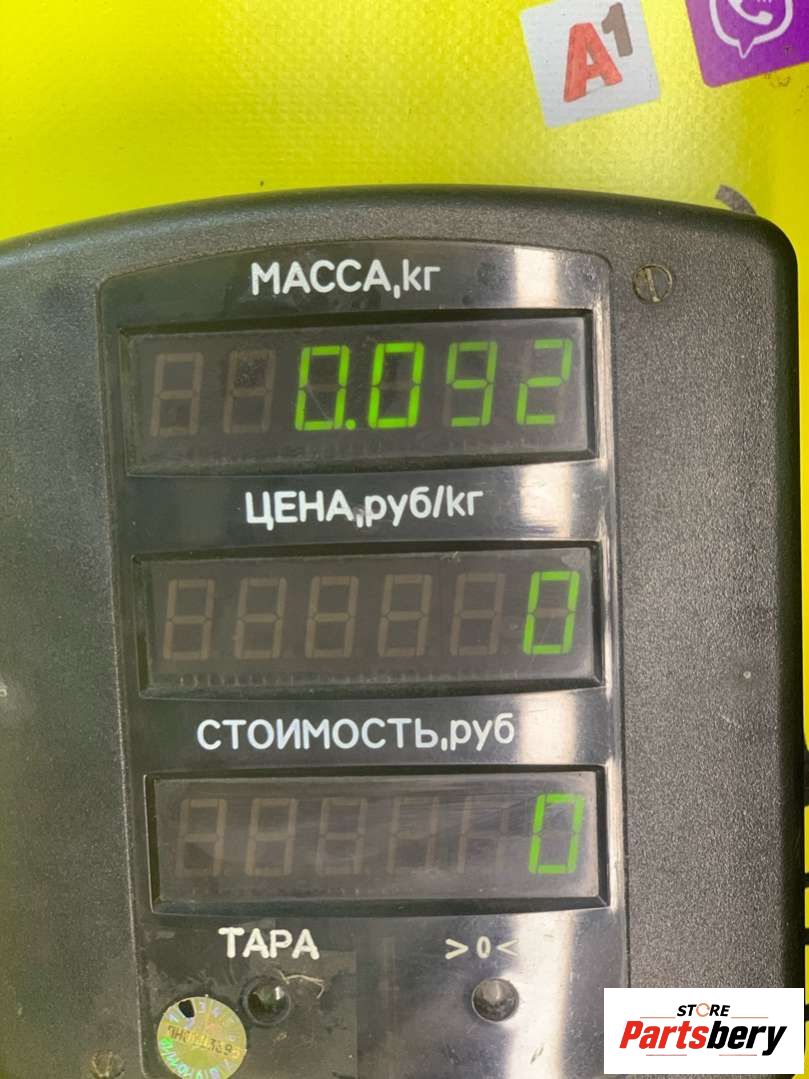 A1
МАССА,кг
0.092
ЦЕНА,руб/кг
0
СТОИМОСТЬ,руб
0
ТАРА >0<
STORE
Partsbery